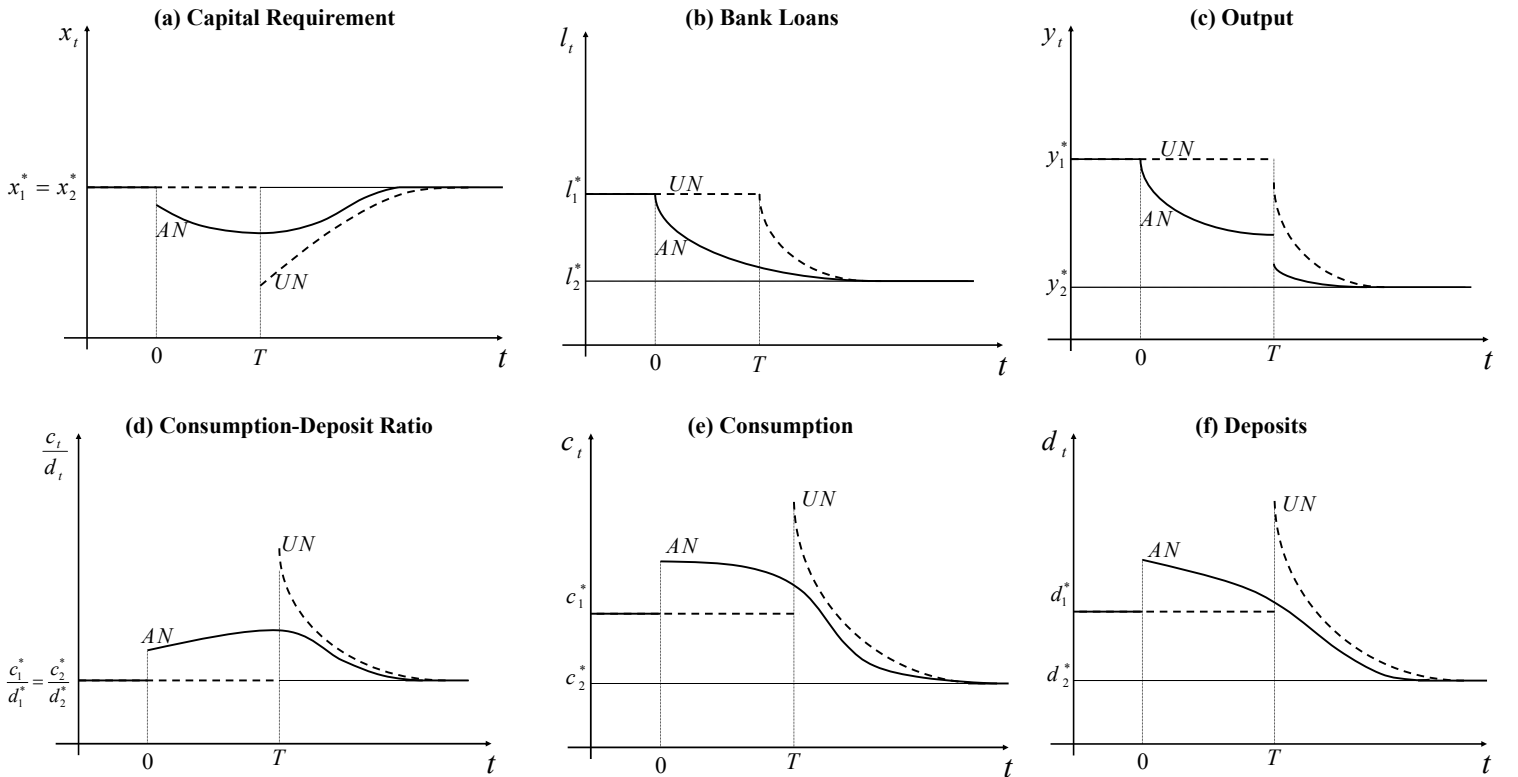 (a) Capital Requirement
x_t
x_1^* = x_2^*
AN
UN
0
T
t
(b) Bank Loans
l_t
l_1^*
UN
AN
l_2^*
0
T
t
(c) Output
y_t
y_1^*
UN
AN
y_2^*
0
T
t
(d) Consumption-Deposit Ratio
c_t/d_t
UN
AN
c_1^*/d_1^* = c_2^*/d_2^*
0
T
t
(e) Consumption
c_t
UN
AN
c_1^*
c_2^*
0
T
t
(f) Deposits
d_t
UN
AN
d_1^*
d_2^*
0
T
t